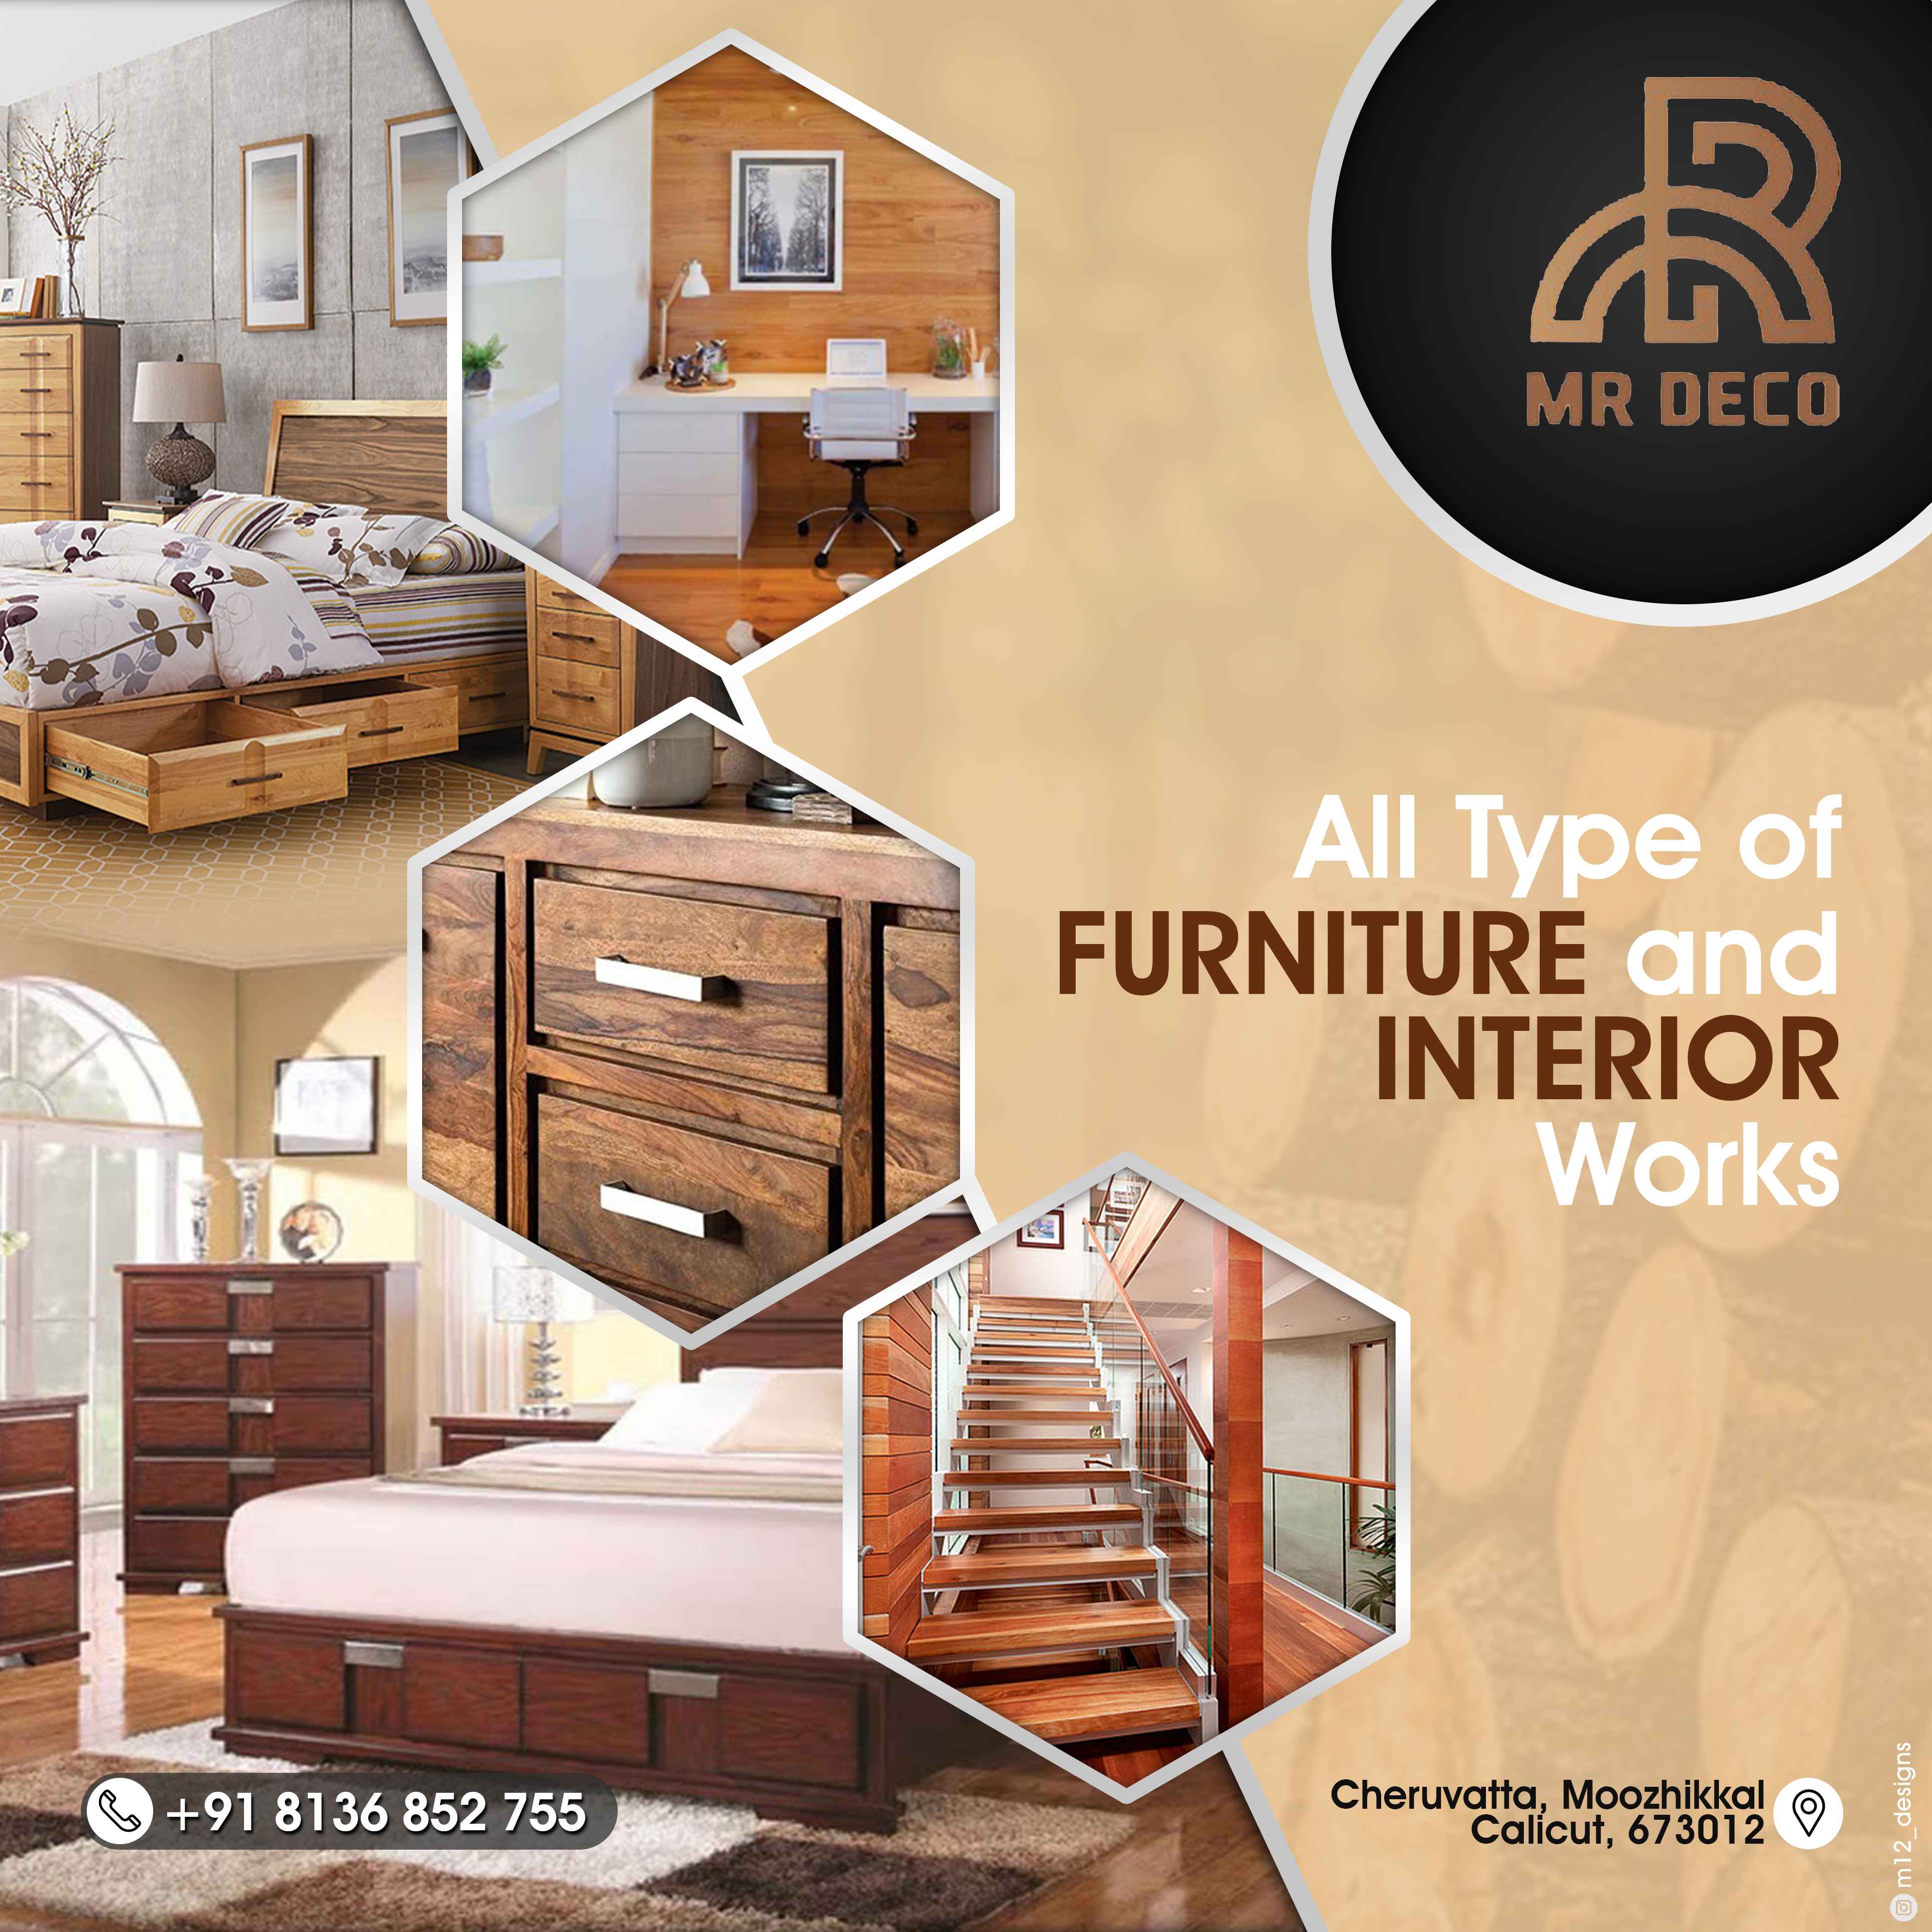 MR DECO
All Type of
FURNITURE and
INTERIOR
Works
+91 8136 852 755
Cheruvatta, Moozhikkal
Calicut, 673012
m12_designs